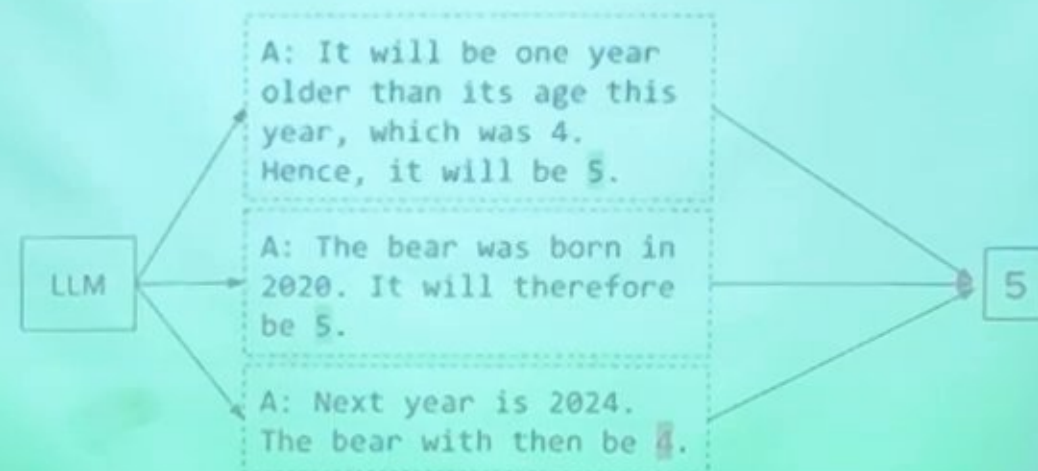 A: It will be one year
older than its age this
year, which was 4.
Hence, it will be 5.
LLM
A: The bear was born in
2020. It will therefore
be 5.
5
A: Next year is 2024.
The bear with then be 4.